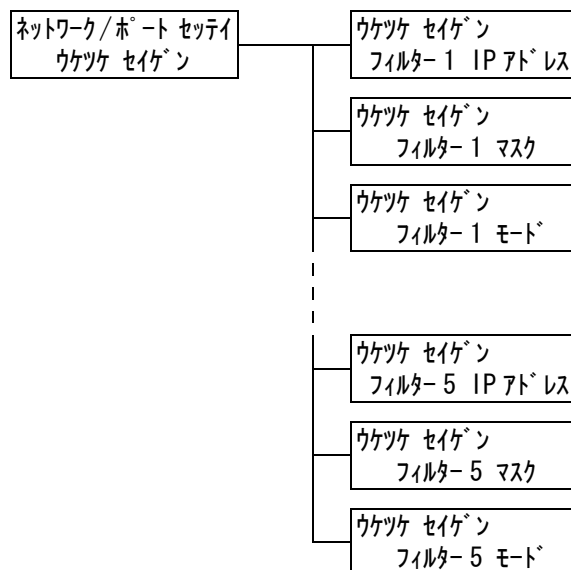 ネットワーク/ポート セッテイ
ウケツケ セイゲン
ウケツケ セイゲン
フィルター1 IPアドレス
ウケツケ セイゲン
フィルター1 マスク
ウケツケ セイゲン
フィルター1 モード
ウケツケ セイゲン
フィルター5 IPアドレス
ウケツケ セイゲン
フィルター5 マスク
ウケツケ セイゲン
フィルター5 モード